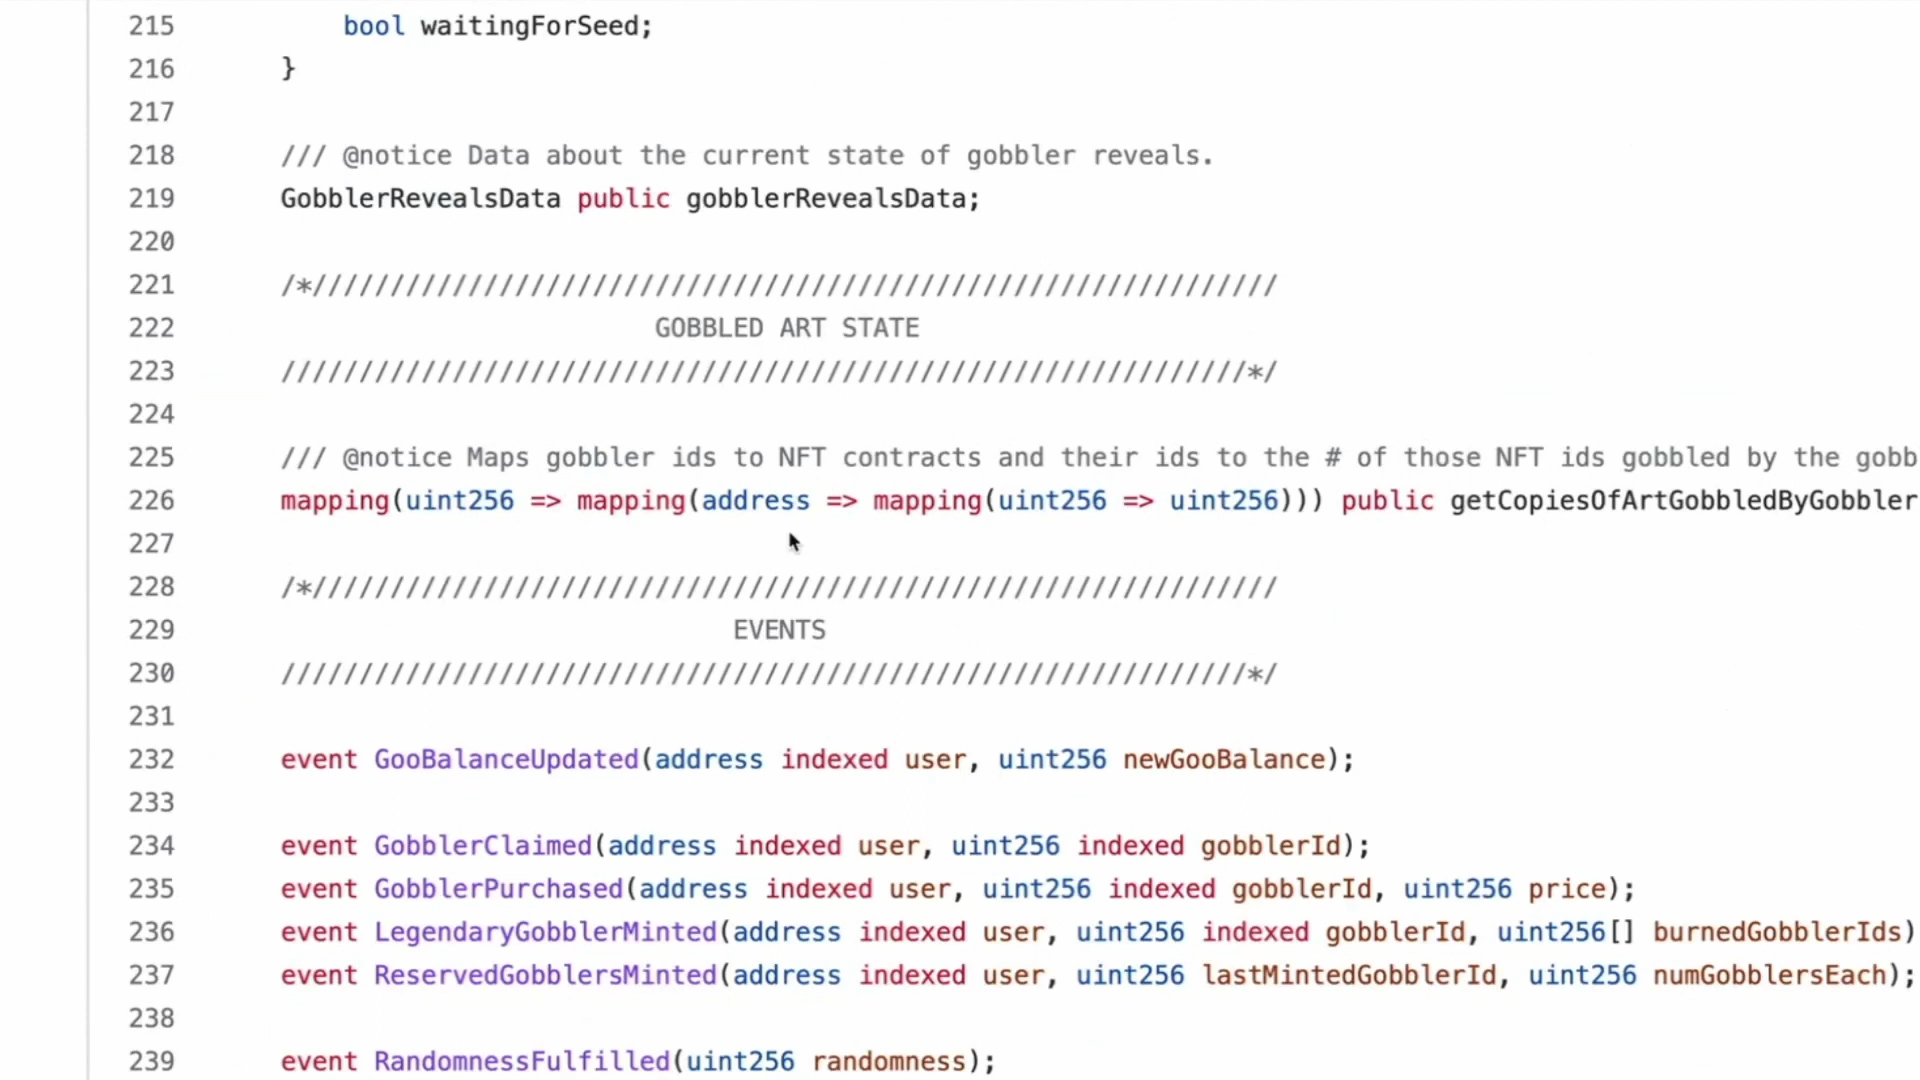 215 bool waitingForSeed;
216 }
217
218 /// @notice Data about the current state of gobbler reveals.
219 GobblerRevealsData public gobblerRevealsData;
220
221 /*//////////////////////////////////////////////////////////////
222 GOBBLED ART STATE
223 //////////////////////////////////////////////////////////////*/
224
225 /// @notice Maps gobbler ids to NFT contracts and their ids to the # of those NFT ids gobbled by the gobb
226 mapping(uint256 => mapping(address => mapping(uint256 => uint256))) public getCopiesOfArtGobbledByGobbler
227
228 /*//////////////////////////////////////////////////////////////
229 EVENTS
230 //////////////////////////////////////////////////////////////*/
231
232 event GooBalanceUpdated(address indexed user, uint256 newGooBalance);
233
234 event GobblerClaimed(address indexed user, uint256 indexed gobblerId);
235 event GobblerPurchased(address indexed user, uint256 indexed gobblerId, uint256 price);
236 event LegendaryGobblerMinted(address indexed user, uint256 indexed gobblerId, uint256[] burnedGobblerIds)
237 event ReservedGobblersMinted(address indexed user, uint256 lastMintedGobblerId, uint256 numGobblersEach);
238
239 event RandomnessFulfilled(uint256 randomness);